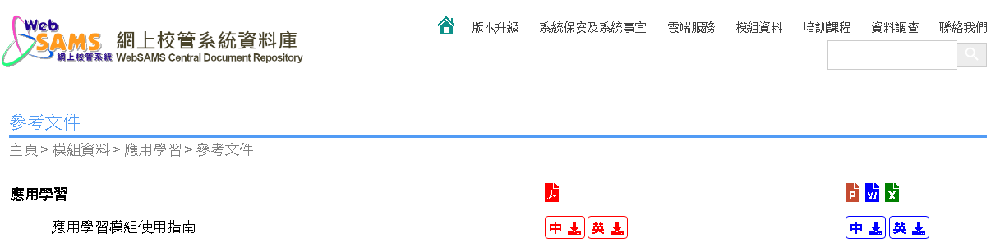 Web
SAMS
網上校管系統
網上校管系統資料庫
WebSAMS Central Document Repository
版本升級 系統保安及系統事宜 雲端服務 模組資料 培訓課程 資料調查 聯絡我們
參考文件
主頁 > 模組資料 > 應用學習 > 參考文件
應用學習 P W X
應用學習模組使用指南 中 英 中 英